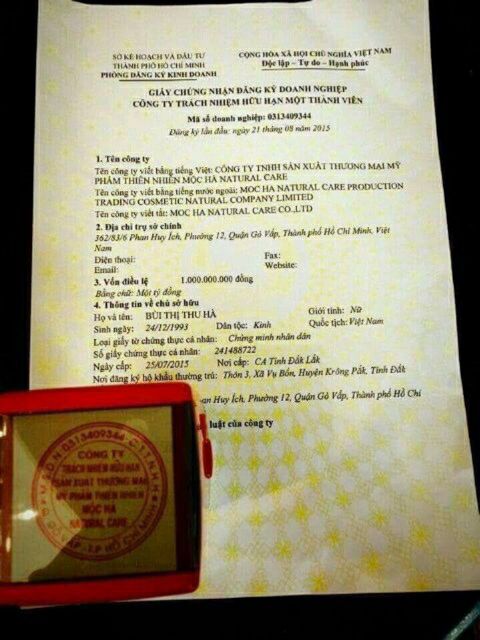 SỞ KẾ HOẠCH VÀ ĐẦU TƯ
THÀNH PHỐ HỒ CHÍ MINH
PHÒNG ĐĂNG KÝ KINH DOANH
CỘNG HÒA XÃ HỘI CHỦ NGHĨA VIỆT NAM
Độc lập – Tự do – Hạnh phúc
GIẤY CHỨNG NHẬN ĐĂNG KÝ DOANH NGHIỆP
CÔNG TY TRÁCH NHIỆM HỮU HẠN MỘT THÀNH VIÊN
Mã số doanh nghiệp: 0313409344
Đăng ký lần đầu: ngày 21 tháng 08 năm 2015
1. Tên công ty
Tên công ty viết bằng tiếng Việt: CÔNG TY TNHH SẢN XUẤT THƯƠNG MẠI MỸ
PHẨM THIÊN NHIÊN MỘC HÀ NATURAL CARE
Tên công ty viết bằng tiếng nước ngoài: MOC HA NATURAL CARE PRODUCTION
TRADING COSMETIC NATURAL COMPANY LIMITED
Tên công ty viết tắt: MOC HA NATURAL CARE CO.,LTD
2. Địa chỉ trụ sở chính
362/83/6 Phan Huy Ích, Phường 12, Quận Gò Vấp, Thành phố Hồ Chí Minh, Việt
Nam
Điện thoại: Fax:
Email: Website:
3. Vốn điều lệ 1.000.000.000 đồng
Bằng chữ: Một tỷ đồng
4. Thông tin về chủ sở hữu
Họ và tên: BÙI THỊ THU HÀ Giới tính: Nữ
Sinh ngày: 24/12/1993 Dân tộc: Kinh Quốc tịch: Việt Nam
Loại giấy tờ chứng thực cá nhân: Chứng minh nhân dân
Số giấy chứng thực cá nhân: 241488722
Ngày cấp: 25/07/2015 Nơi cấp: CA Tỉnh Đắk Lắk
Nơi đăng ký hộ khẩu thường trú: Thôn 3, Xã Vụ Bổn, Huyện Krông Pắk, Tỉnh Đắk
Huy Ích, Phường 12, Quận Gò Vấp, Thành phố Hồ Chí
luật của công ty
0313409344
CÔNG TY
TRÁCH NHIỆM HỮU HẠN
SẢN XUẤT THƯƠNG MẠI
MỸ PHẨM THIÊN NHIÊN
MỘC HÀ
NATURAL CARE
VẤP - T.P HỒ CHÍ MINH